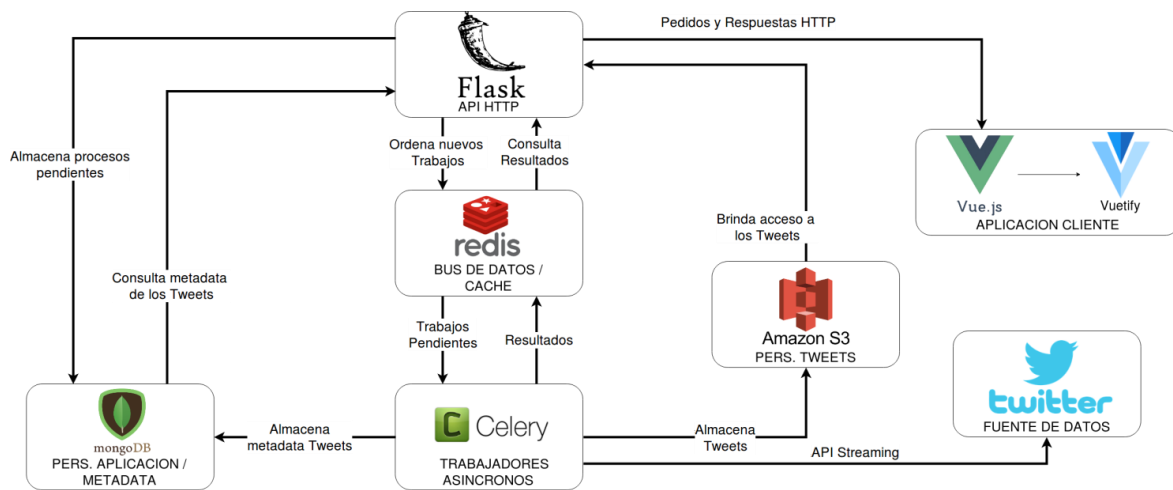 Pedidos y Respuestas HTTP
Flask
API HTTP
Almacena procesos
pendientes
Ordena nuevos
Trabajos
Consulta
Resultados
Vue.js
Vuetify
APLICACION CLIENTE
redis
BUS DE DATOS /
CACHE
Brinda acceso a
los Tweets
Consulta metadata
de los Tweets
Amazon S3
PERS. TWEETS
Trabajos
Pendientes
Resultados
twitter
FUENTE DE DATOS
mongoDB
PERS. APLICACION /
METADATA
Almacena
metadata Tweets
C Celery
TRABAJADORES
ASINCRONOS
Almacena
Tweets
API Streaming